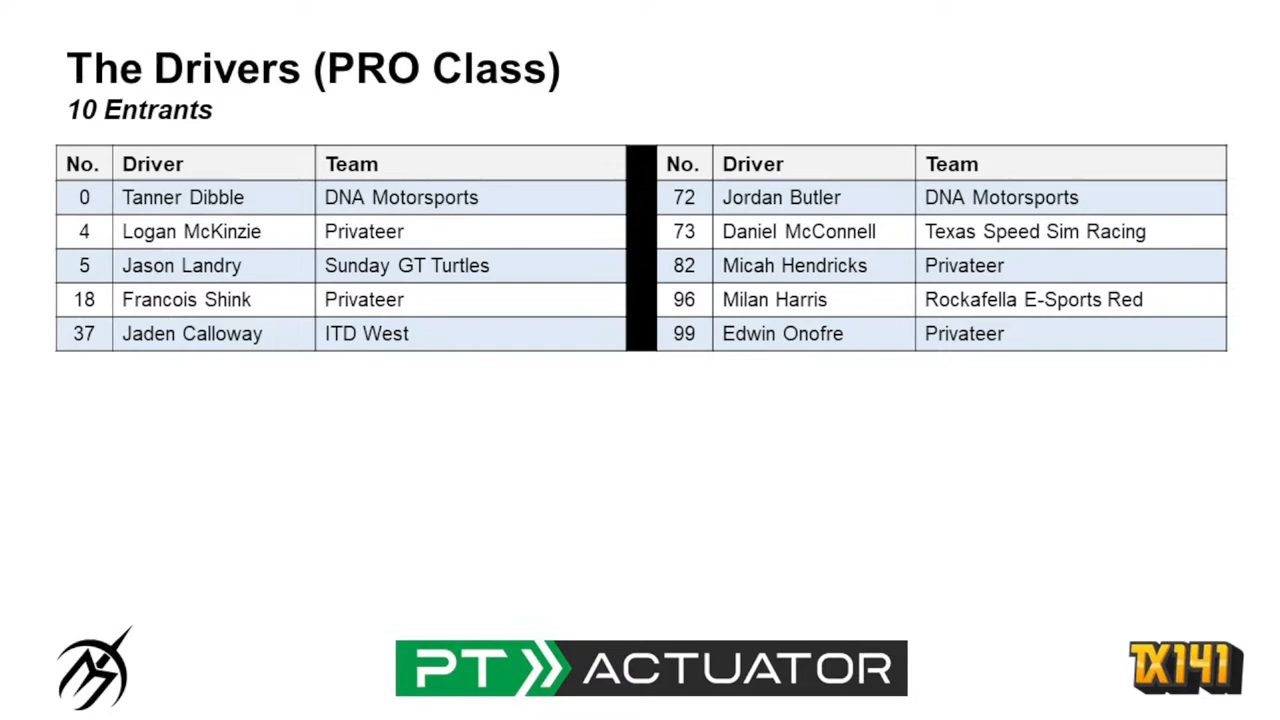 The Drivers (PRO Class)
10 Entrants
No. Driver Team No. Driver Team
0 Tanner Dibble DNA Motorsports 72 Jordan Butler DNA Motorsports
4 Logan McKinzie Privateer 73 Daniel McConnell Texas Speed Sim Racing
5 Jason Landry Sunday GT Turtles 82 Micah Hendricks Privateer
18 Francois Shink Privateer 96 Milan Harris Rockafella E-Sports Red
37 Jaden Calloway ITD West 99 Edwin Onofre Privateer
PT ACTUATOR
TX141